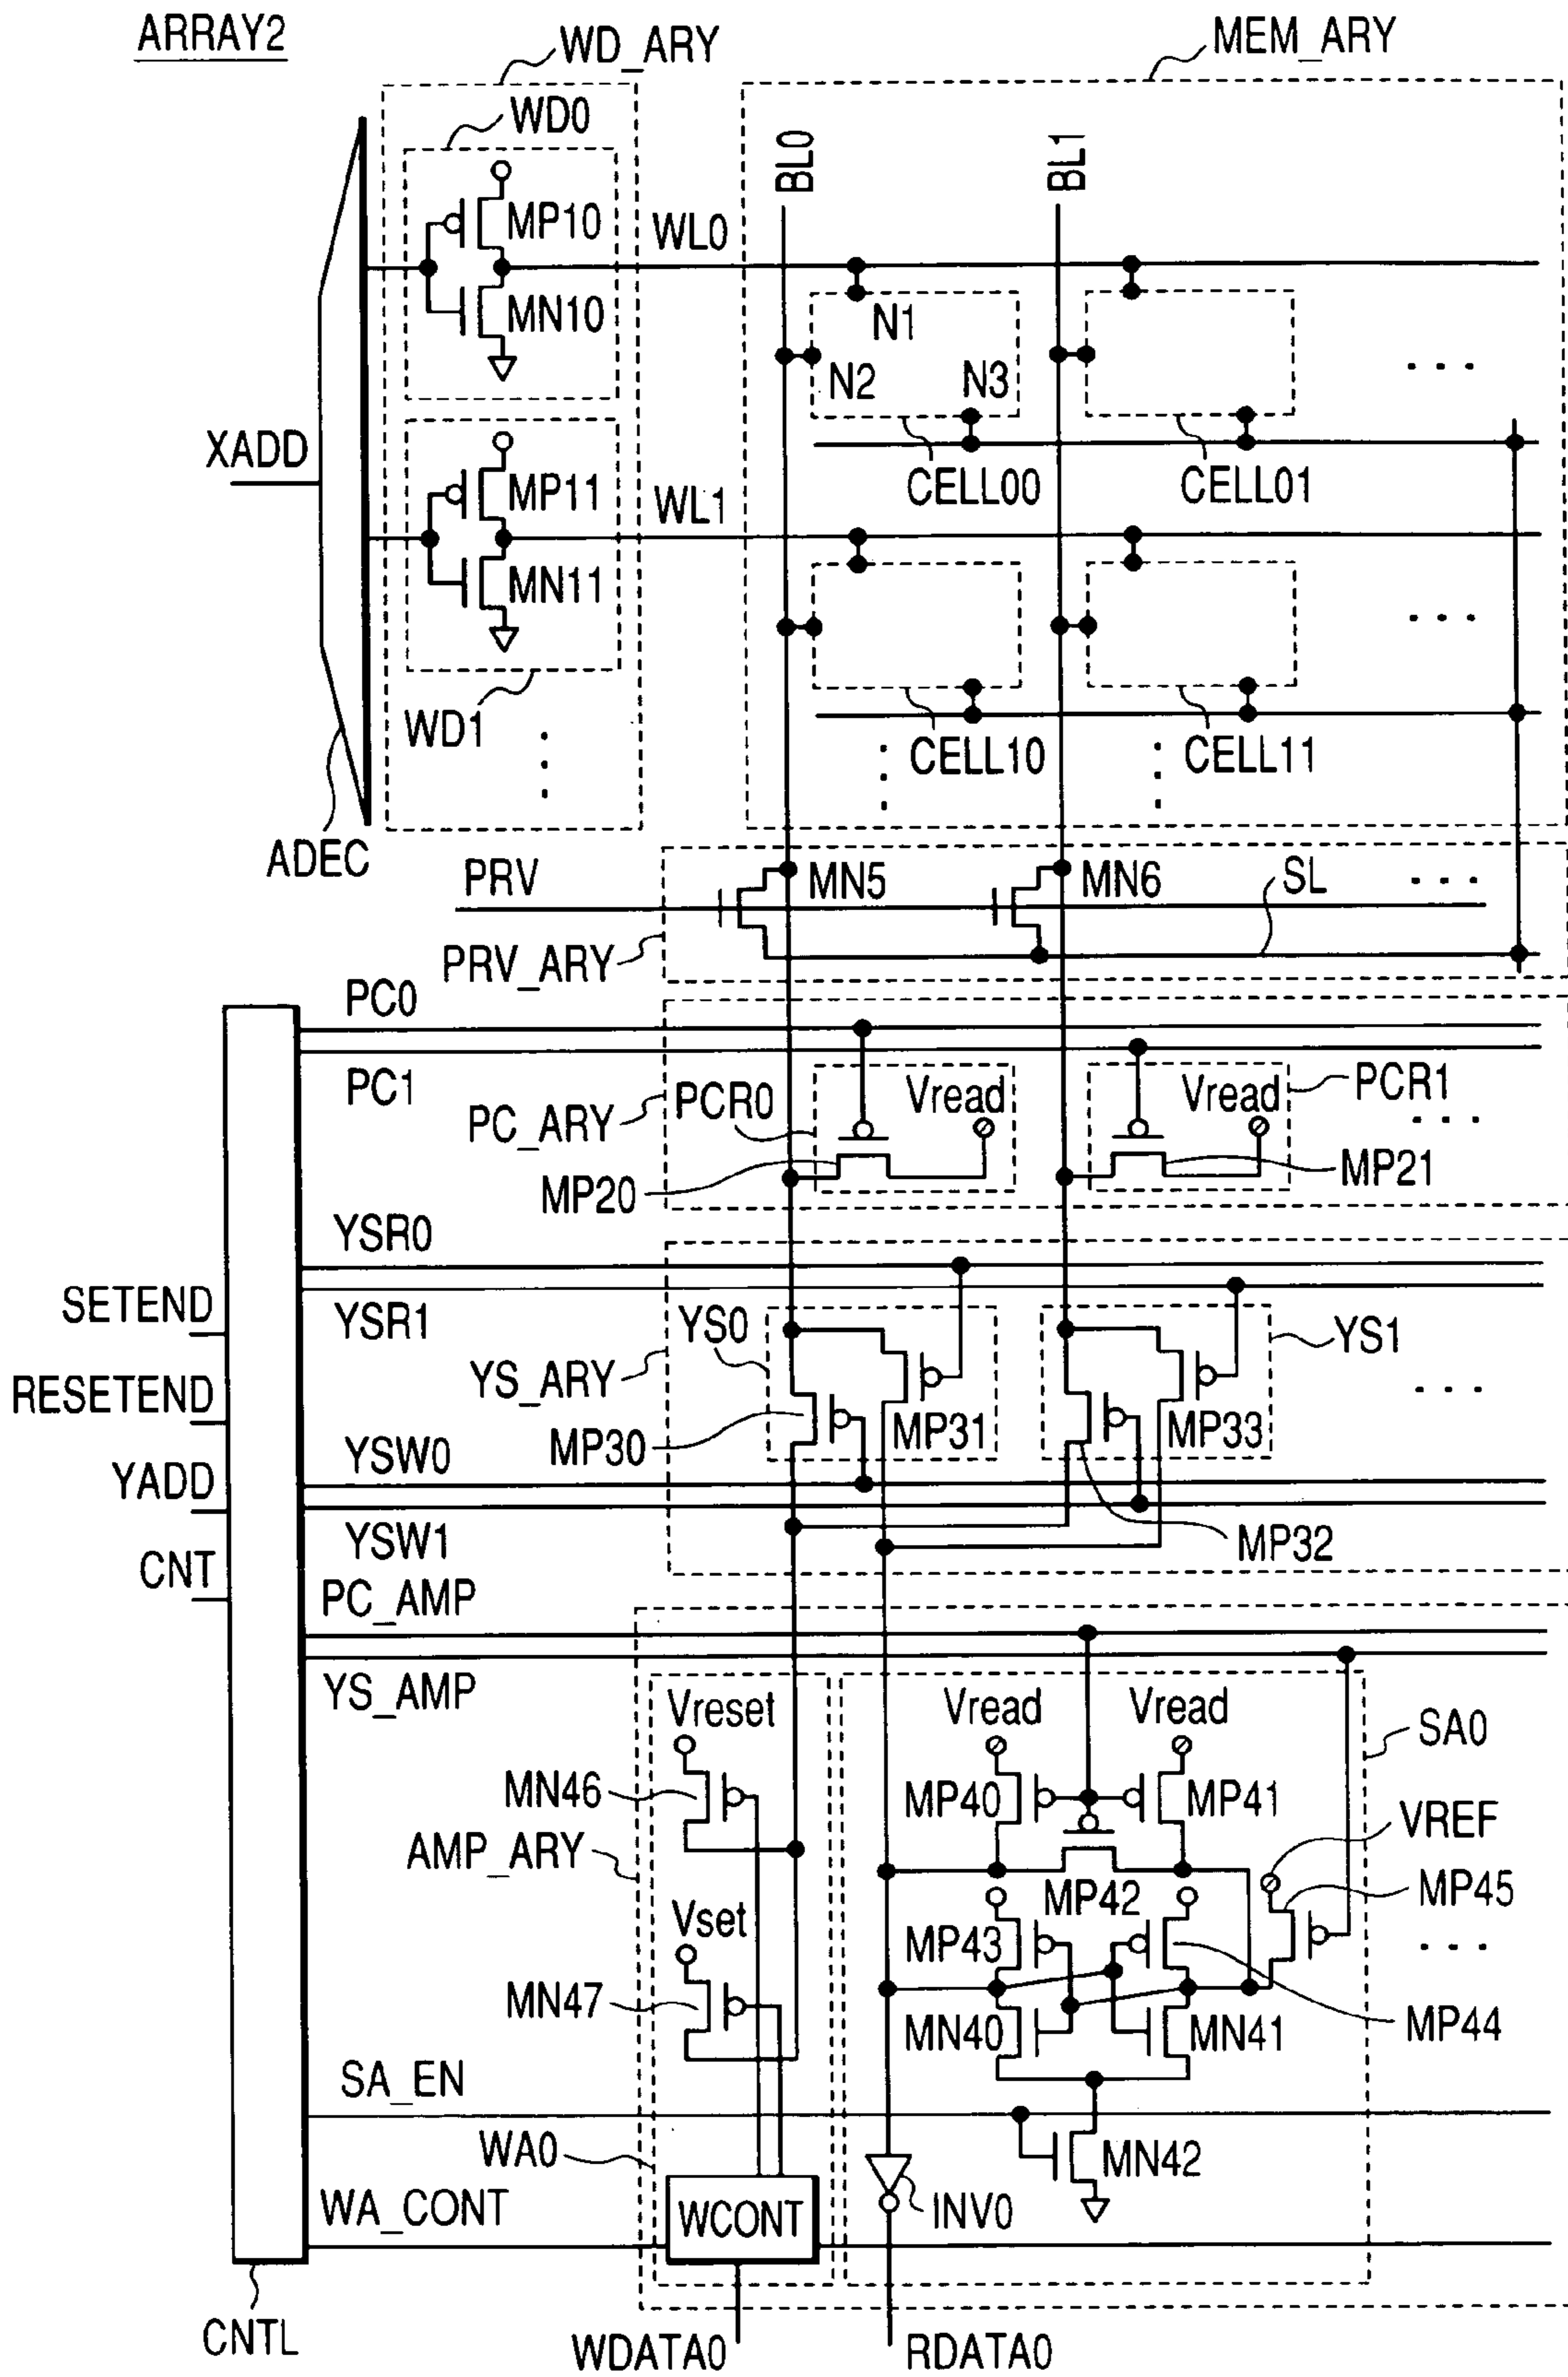 ARRAY2
WD_ARY
MEM_ARY
WD0
BL0
BL1
MP10
WL0
MN10
N1
N2
N3
XADD
MP11
WL1
CELL00
CELL01
MN11
WD1
CELL10
CELL11
ADEC
PRV
MN5
MN6
SL
PRV_ARY
PC0
PC1
PCR0
Vread
Vread
PCR1
PC_ARY
MP20
MP21
YSR0
SETEND
YSR1
YS0
YS1
YS_ARY
RESETEND
MP30
MP31
MP33
YSW0
YADD
YSW1
MP32
CNT
PC_AMP
YS_AMP
Vreset
Vread
Vread
SA0
MN46
MP40
MP41
VREF
AMP_ARY
MP42
MP45
Vset
MP43
MN47
MN40
MN41
MP44
SA_EN
WA0
MN42
WA_CONT
WCONT
INV0
CNTL
WDATA0
RDATA0